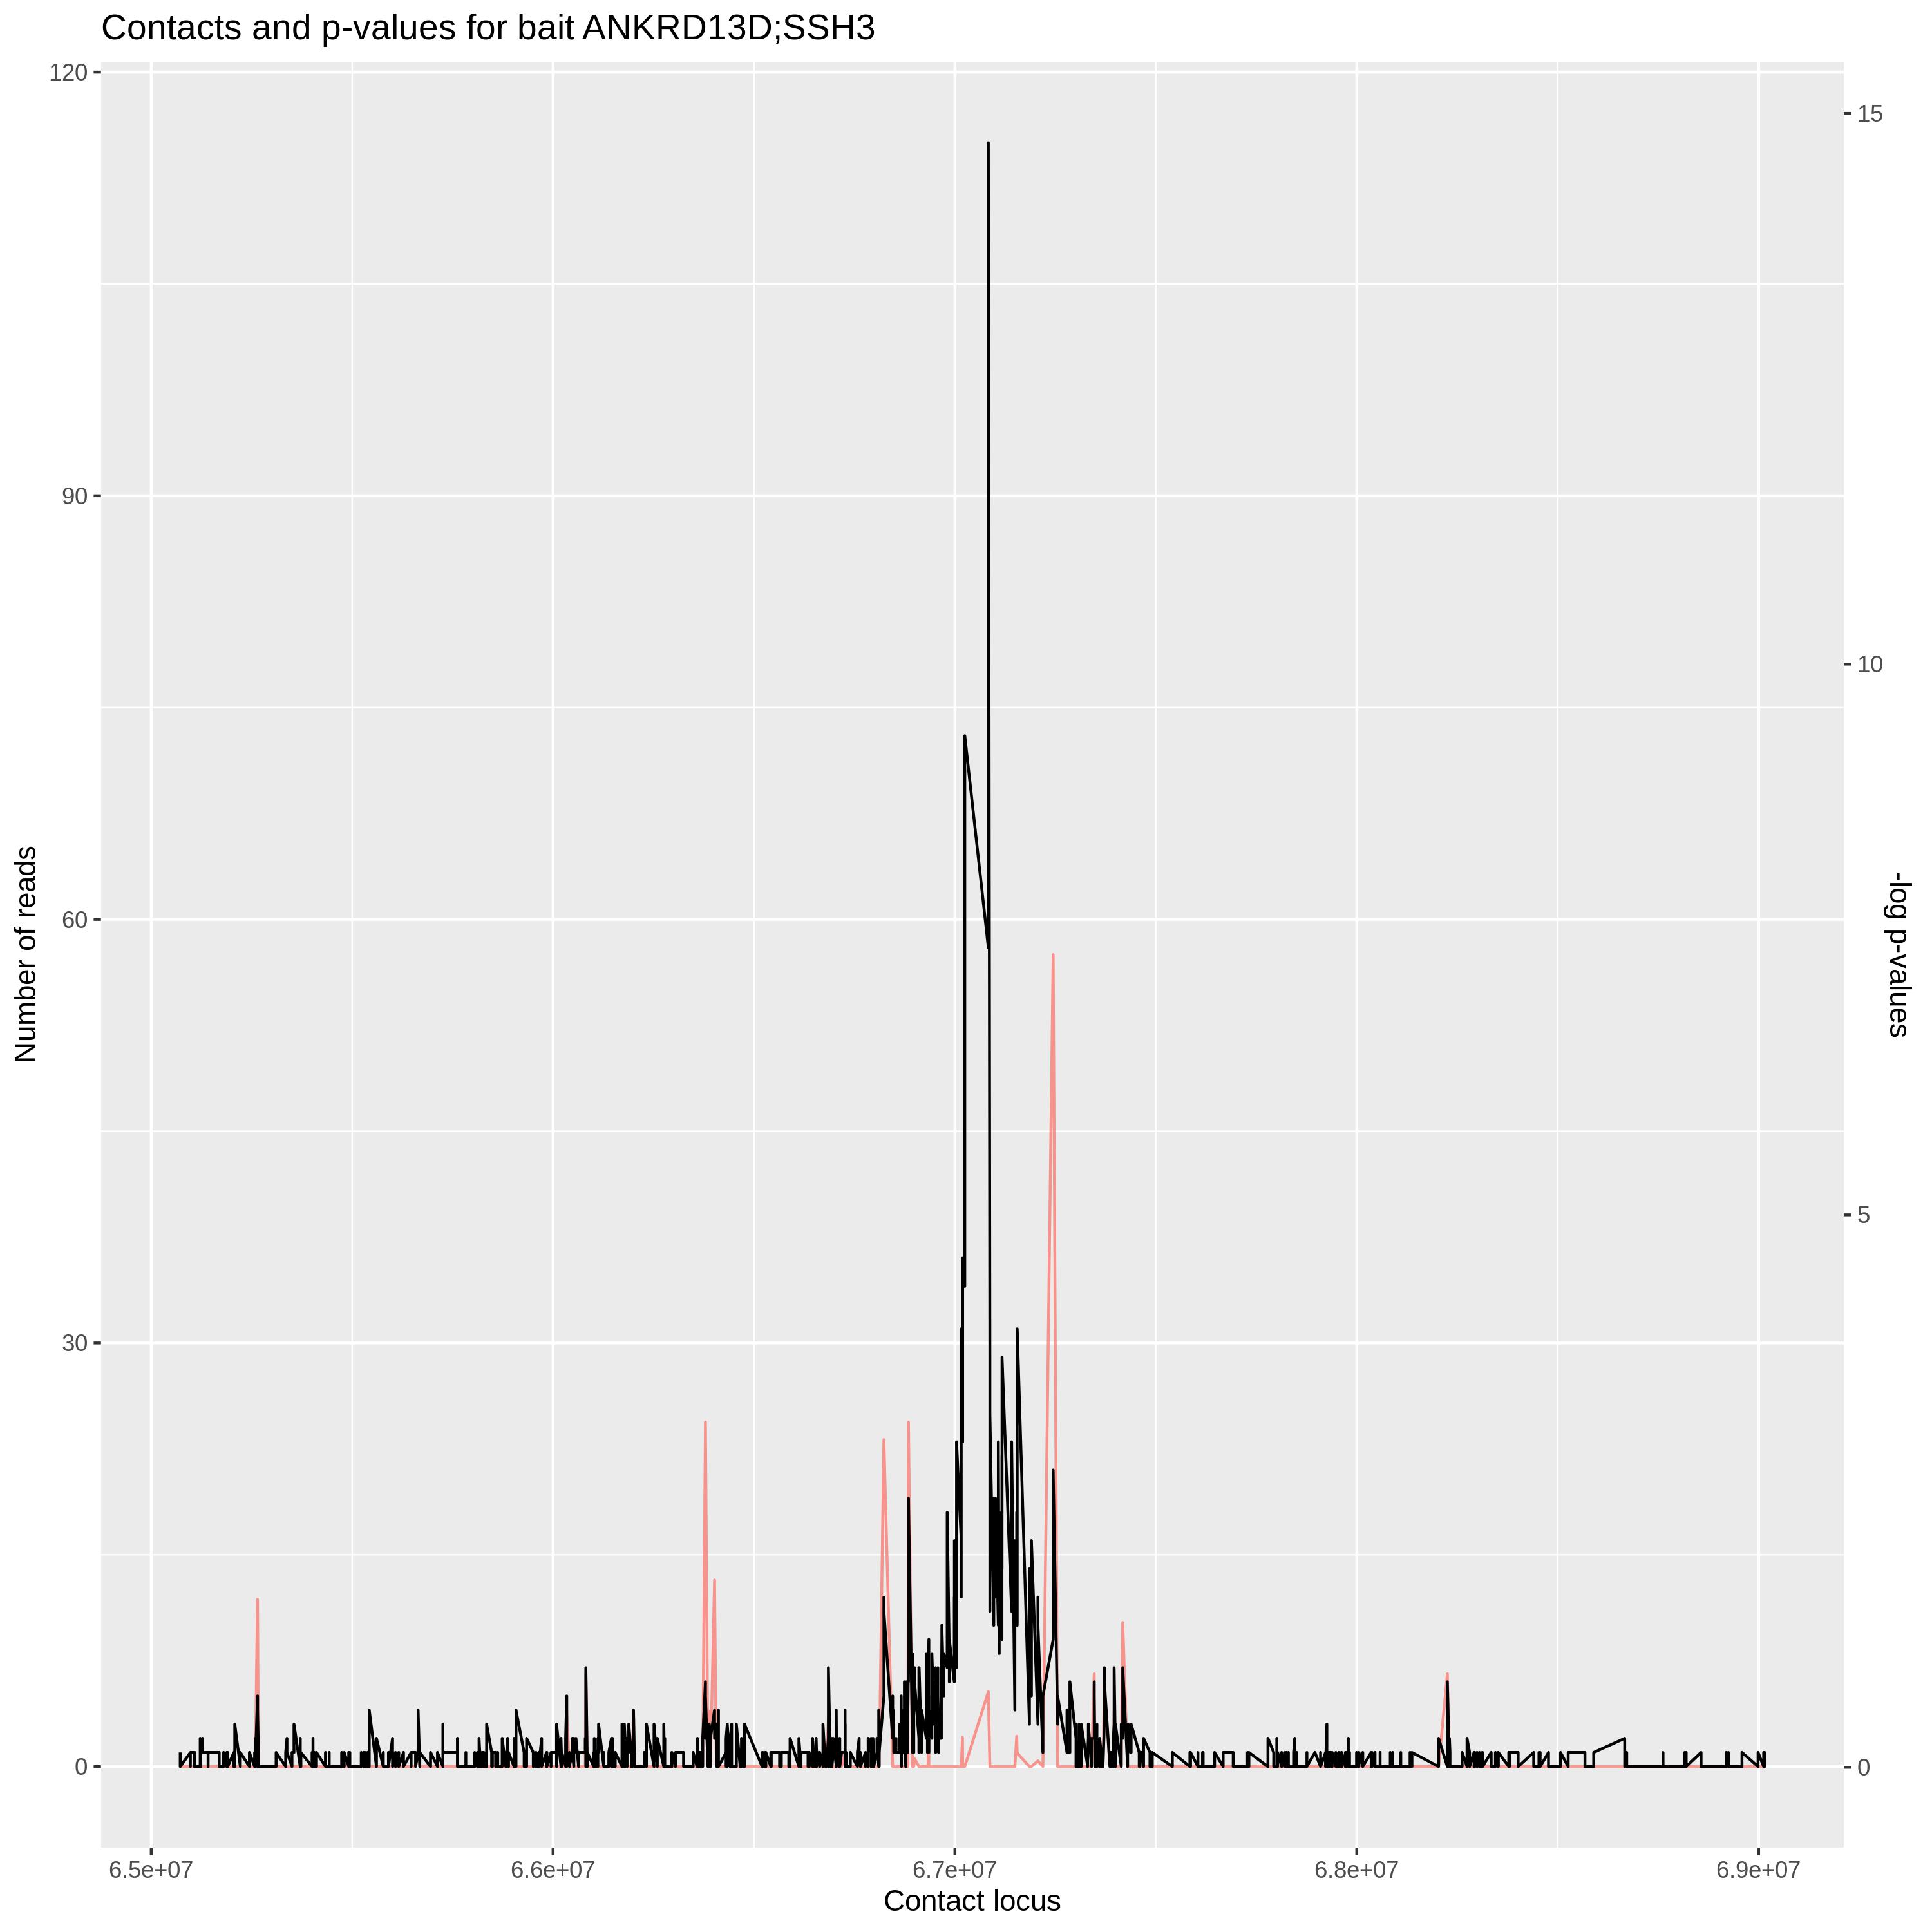 Contacts and p-values for bait ANKRD13D;SSH3
120
90
60
30
0
Number of reads
15
10
5
0
-log p-values
6.5e+07
6.6e+07
6.7e+07
6.8e+07
6.9e+07
Contact locus